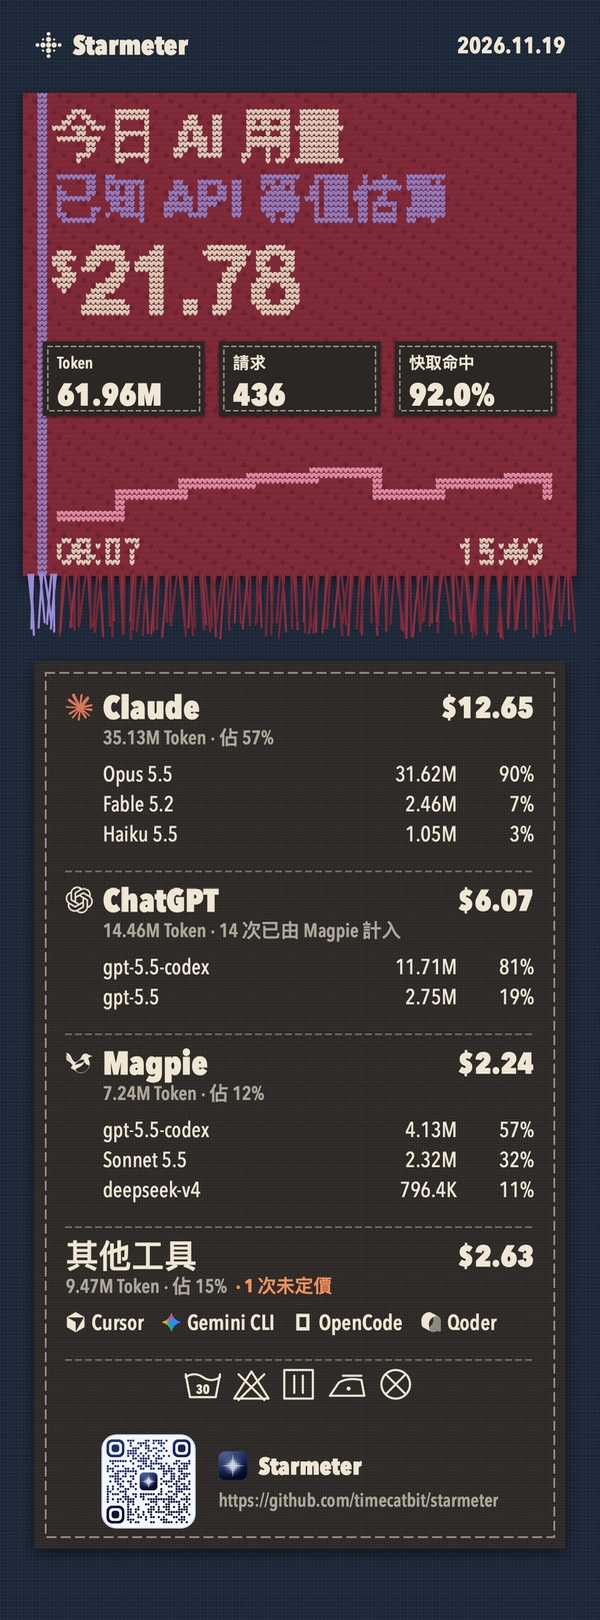 Starmeter
2026.11.19
今日 AI 用量
已知 API 等值估算
$21.78
Token
61.96M
請求
436
快取命中
92.0%
08:07
15:40
Claude
$12.65
35.13M Token · 佔 57%
Opus 5.5 31.62M 90%
Fable 5.2 2.46M 7%
Haiku 5.5 1.05M 3%
ChatGPT
$6.07
14.46M Token · 14 次已由 Magpie 計入
gpt-5.5-codex 11.71M 81%
gpt-5.5 2.75M 19%
Magpie
$2.24
7.24M Token · 佔 12%
gpt-5.5-codex 4.13M 57%
Sonnet 5.5 2.32M 32%
deepseek-v4 796.4K 11%
其他工具
$2.63
9.47M Token · 佔 15% · 1 次未定價
Cursor Gemini CLI OpenCode Qoder
30
Starmeter
https://github.com/timecatbit/starmeter